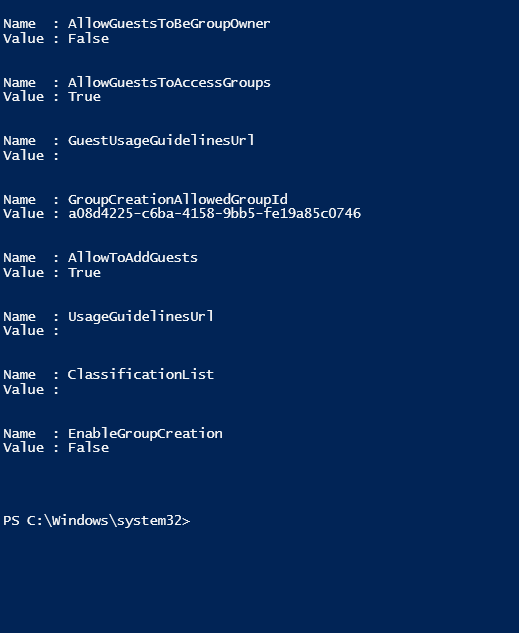 Name  : AllowGuestsToBeGroupOwner
Value : False
Name  : AllowGuestsToAccessGroups
Value : True
Name  : GuestUsageGuidelinesUrl
Value :
Name  : GroupCreationAllowedGroupId
Value : a08d4225-c6ba-4158-9bb5-fe19a85c0746
Name  : AllowToAddGuests
Value : True
Name  : UsageGuidelinesUrl
Value :
Name  : ClassificationList
Value :
Name  : EnableGroupCreation
Value : False
PS C:\Windows\system32>